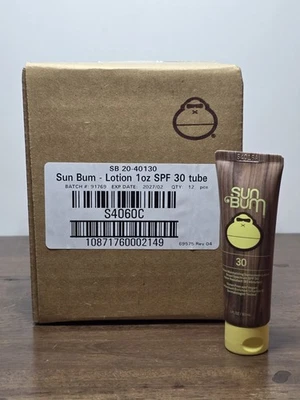 SB 20-40130
Sun Bum - Lotion 1oz SPF 30 tube
BATCH #: 91769 EXP DATE: 2027/02 QTY: 12 pcs
S4060C
10871760002149
SUN
BUM
30